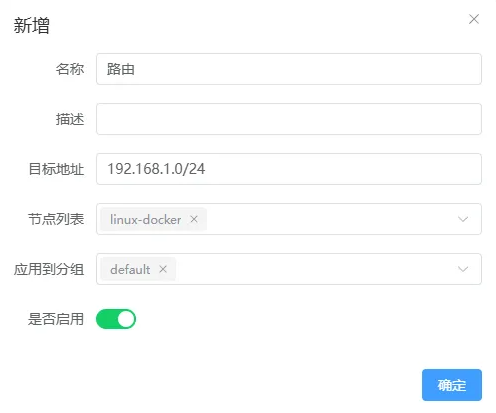 新增
名称 路由
描述
目标地址 192.168.1.0/24
节点列表 linux-docker ×
应用到分组 default ×
是否启用
确定